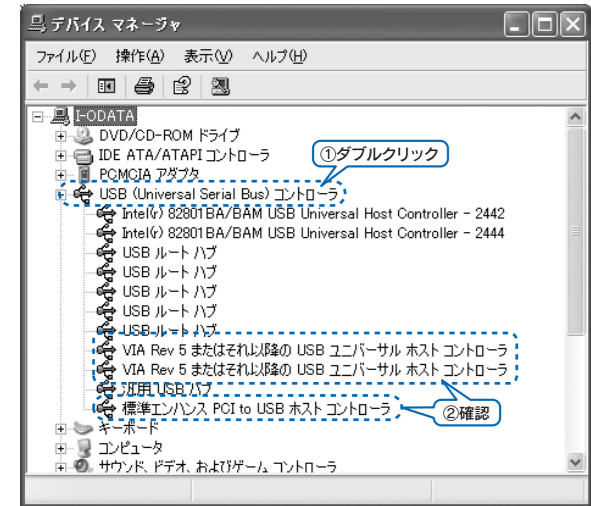 デバイス マネージャ
ファイル(F) 操作(A) 表示(V) ヘルプ(H)
I-ODATA
DVD/CD-ROM ドライブ
IDE ATA/ATAPI コントローラ
①ダブルクリック
PCMCIA アダプタ
USB (Universal Serial Bus) コントローラ
Intel(r) 82801BA/BAM USB Universal Host Controller - 2442
Intel(r) 82801BA/BAM USB Universal Host Controller - 2444
USB ルート ハブ
USB ルート ハブ
USB ルート ハブ
USB ルート ハブ
USB ルート ハブ
VIA Rev 5 またはそれ以降の USB ユニバーサル ホスト コントローラ
VIA Rev 5 またはそれ以降の USB ユニバーサル ホスト コントローラ
汎用 USB ハブ
標準エンハンス PCI to USB ホスト コントローラ
②確認
キーボード
コンピュータ
サウンド、ビデオ、およびゲーム コントローラ